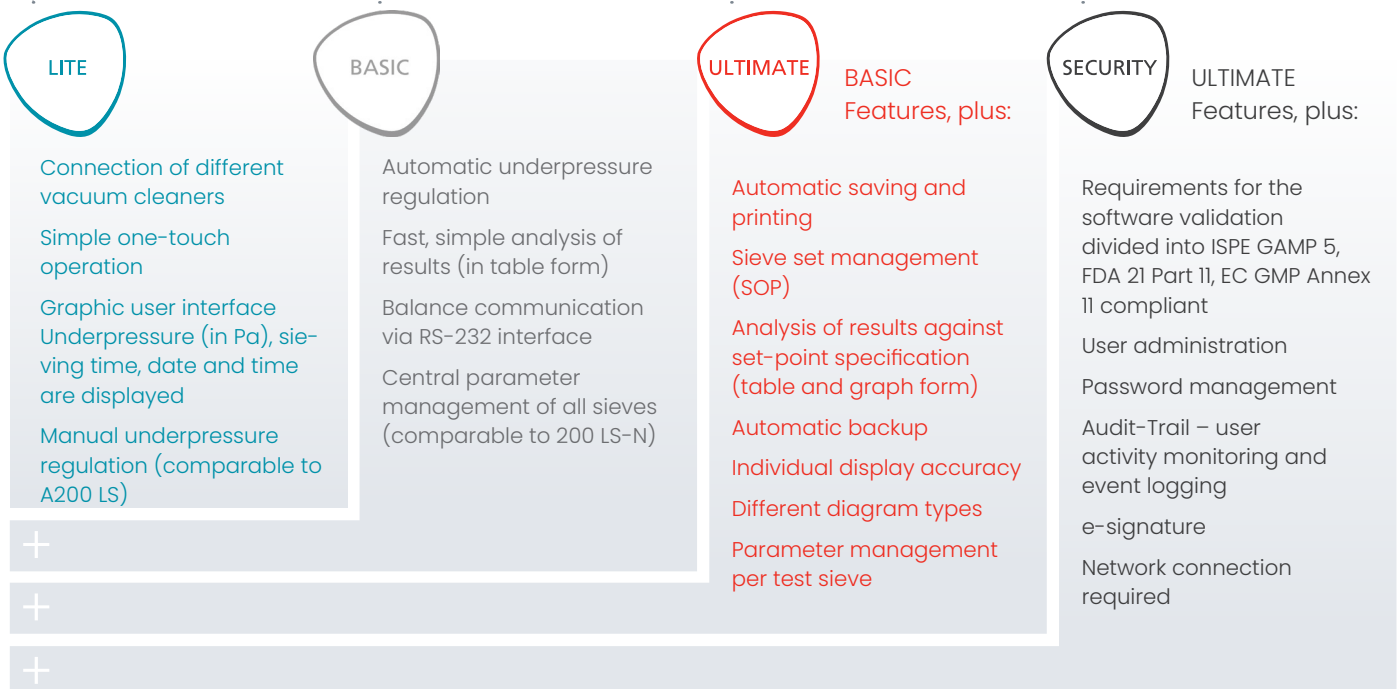 LITE
Connection of different
vacuum cleaners
Simple one-touch
operation
Graphic user interface
Underpressure (in Pa), sie-
ving time, date and time
are displayed
Manual underpressure
regulation (comparable to
A200 LS)
BASIC
Automatic underpressure
regulation
Fast, simple analysis of
results (in table form)
Balance communication
via RS-232 interface
Central parameter
management of all sieves
(comparable to 200 LS-N)
ULTIMATE
BASIC
Features, plus:
Automatic saving and
printing
Sieve set management
(SOP)
Analysis of results against
set-point specification
(table and graph form)
Automatic backup
Individual display accuracy
Different diagram types
Parameter management
per test sieve
SECURITY
ULTIMATE
Features, plus:
Requirements for the
software validation
divided into ISPE GAMP 5,
FDA 21 Part 11, EC GMP Annex
11 compliant
User administration
Password management
Audit-Trail – user
activity monitoring and
event logging
e-signature
Network connection
required
+
+
+